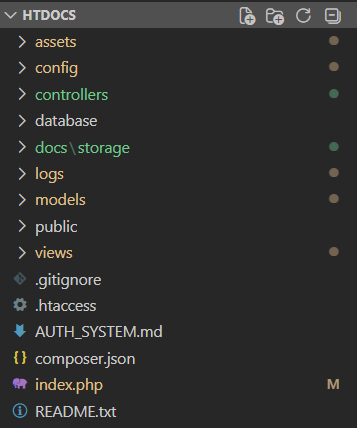 HTDOCS
assets
config
controllers
database
docs\storage
logs
models
public
views
.gitignore
.htaccess
AUTH_SYSTEM.md
{} composer.json
index.php M
README.txt